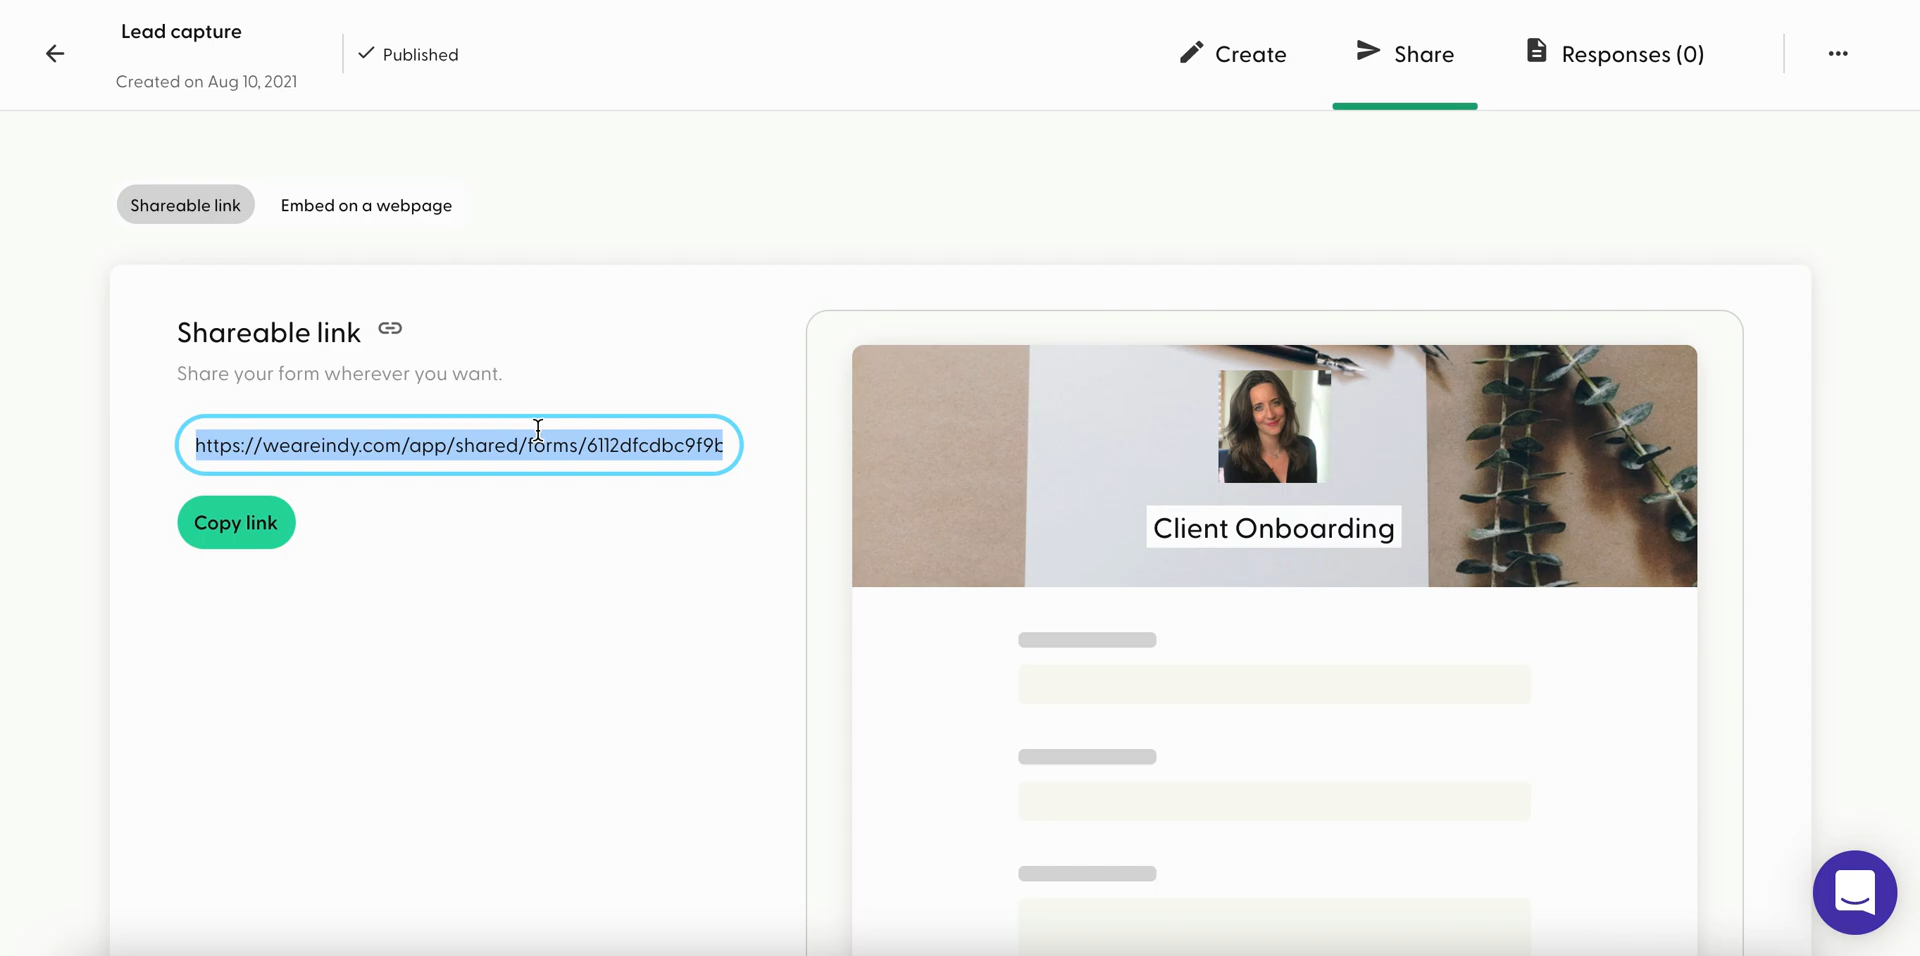 Lead capture
Created on Aug 10, 2021
Published
Create
Share
Responses (0)
Shareable link
Embed on a webpage
Shareable link
Share your form wherever you want.
https://weareindy.com/app/shared/forms/6112dfcdbc9f9b
Copy link
Client Onboarding